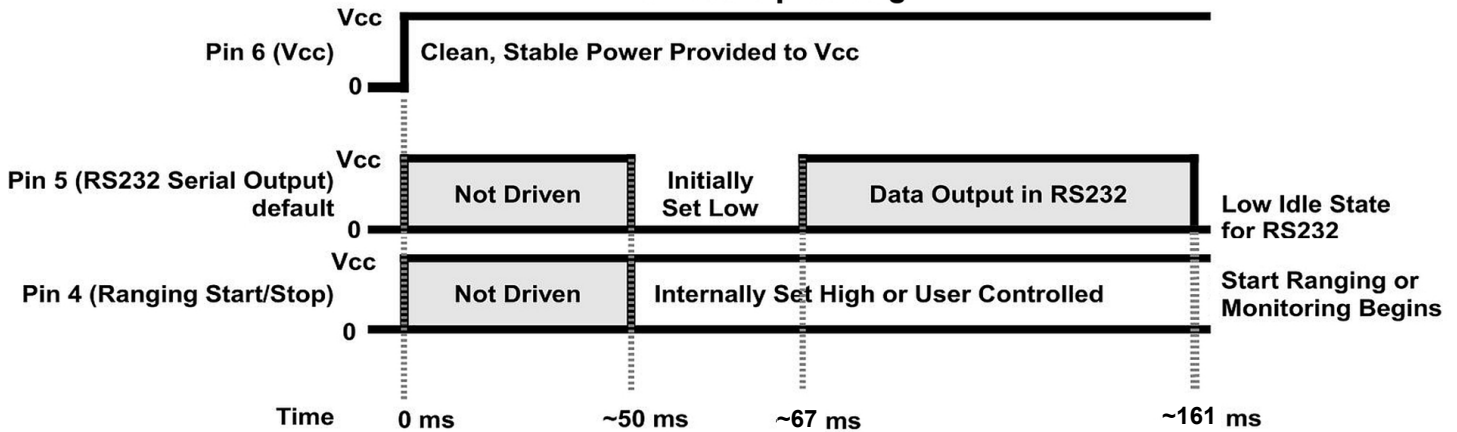 Vcc
Pin 6 (Vcc)
Clean, Stable Power Provided to Vcc
0
Vcc
Pin 5 (RS232 Serial Output)
default
Not Driven
Initially
Set Low
Data Output in RS232
0
Low Idle State
for RS232
Vcc
Pin 4 (Ranging Start/Stop)
Not Driven
Internally Set High or User Controlled
0
Start Ranging or
Monitoring Begins
Time
0 ms
~50 ms
~67 ms
~161 ms